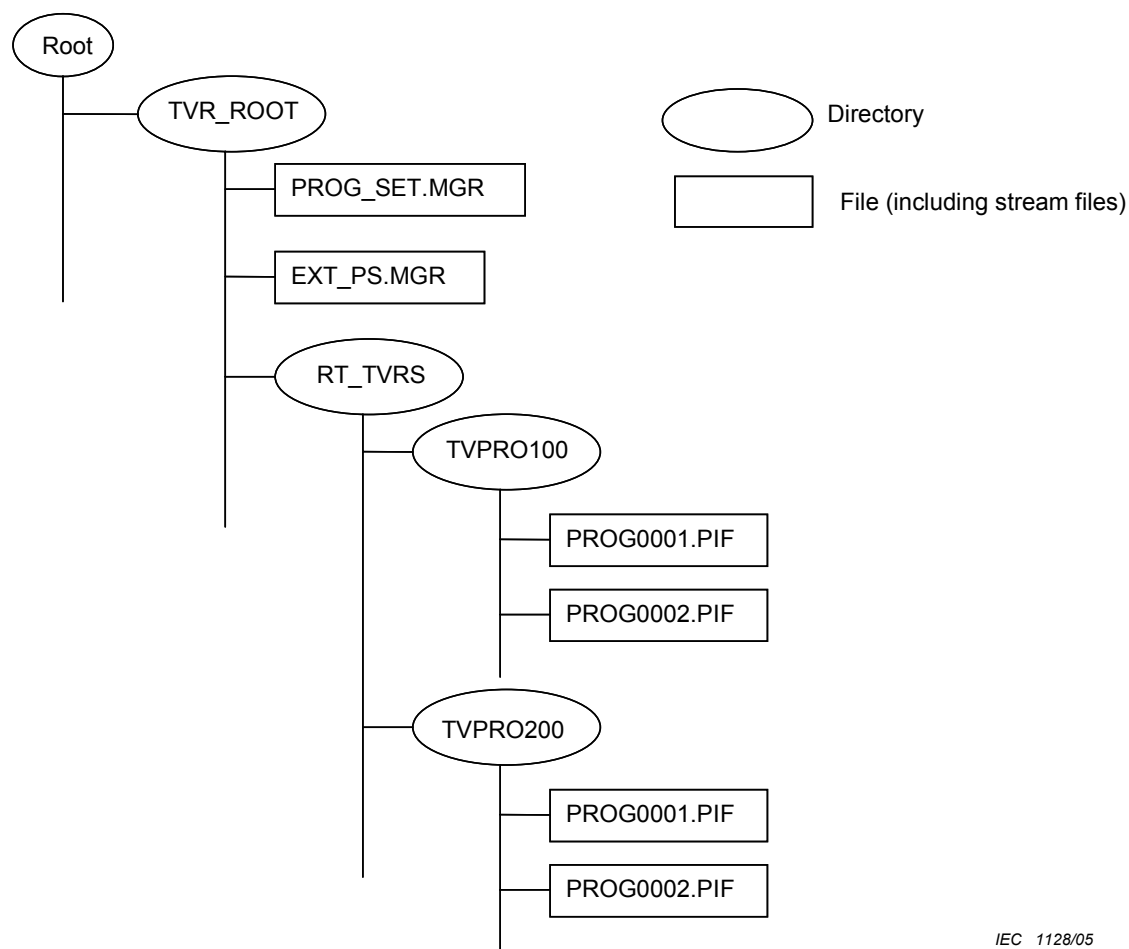 Root
TVR_ROOT
Directory
PROG_SET.MGR
File (including stream files)
EXT_PS.MGR
RT_TVRS
TVPRO100
PROG0001.PIF
PROG0002.PIF
TVPRO200
PROG0001.PIF
PROG0002.PIF
IEC 1128/05